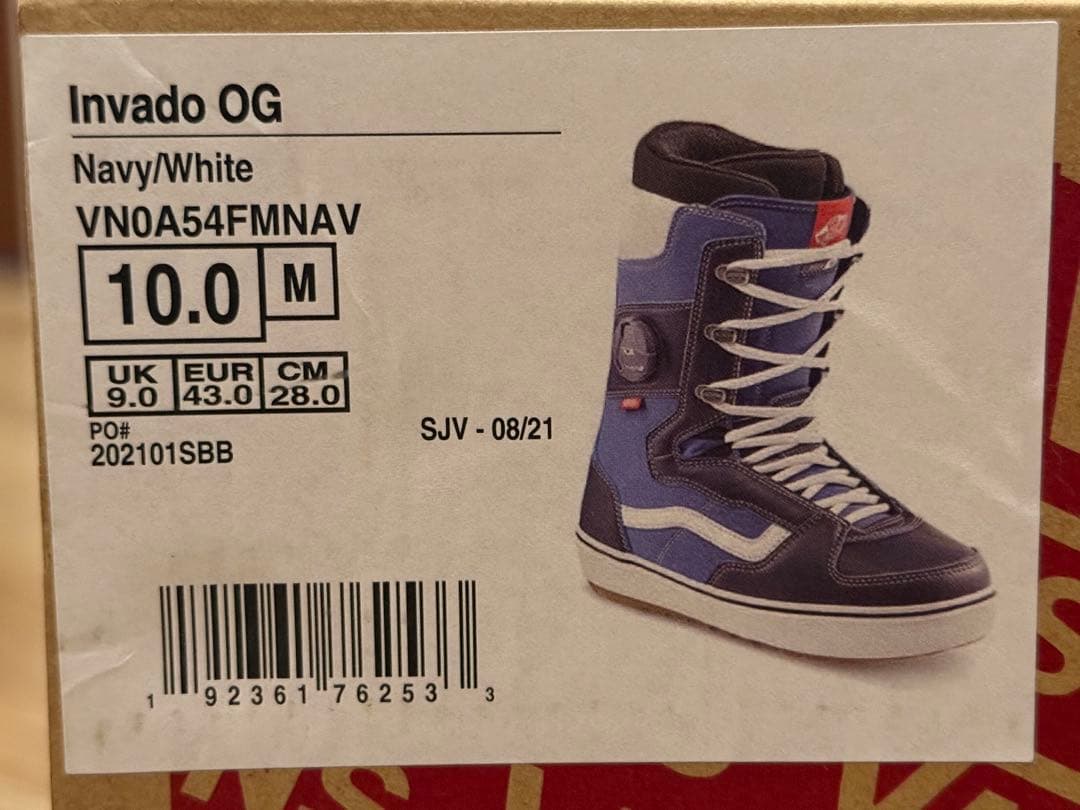 Invado OG
Navy/White
VN0A54FMNAV
10.0 M
UK EUR CM
9.0 43.0 28.0
PO#
202101SBB
SJV - 08/21
1 92361 76253 3